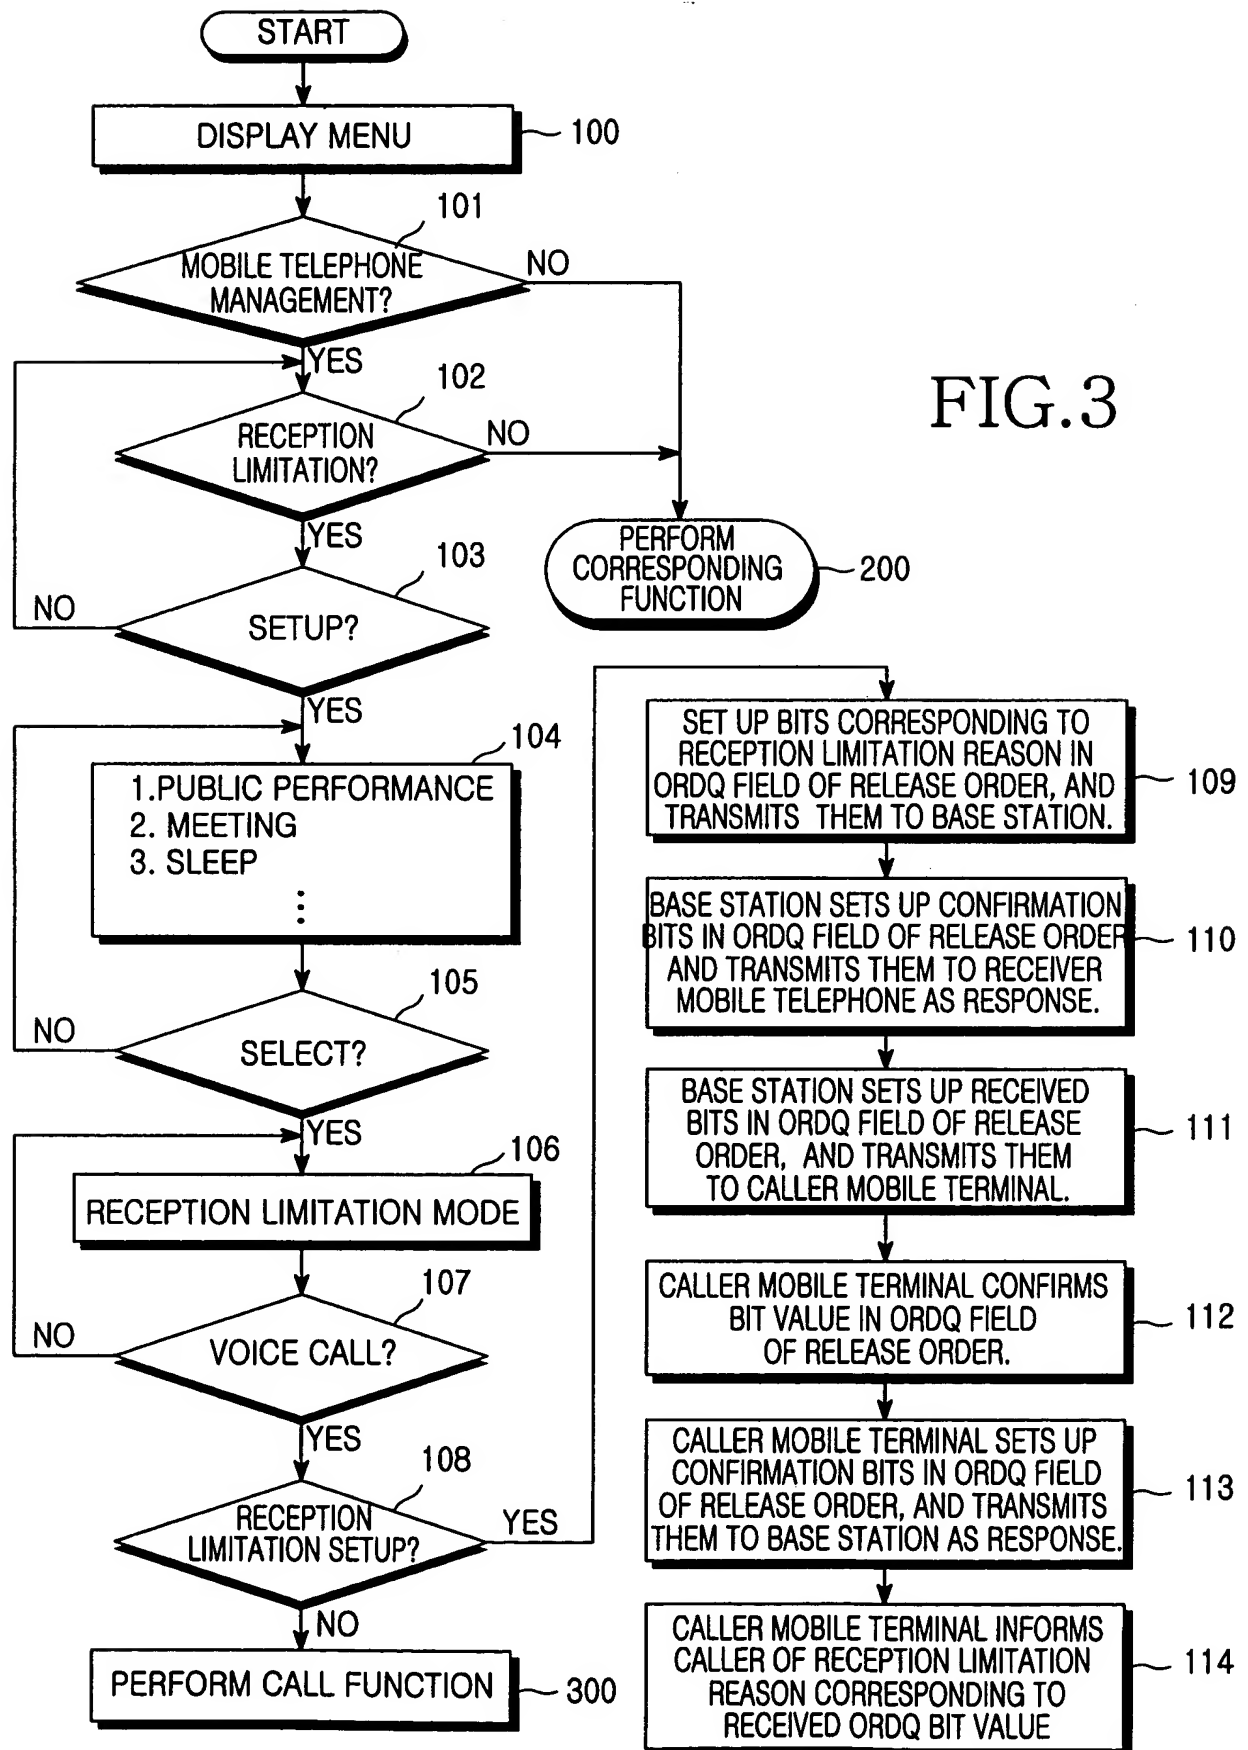 START
DISPLAY MENU
100
101
MOBILE TELEPHONE
MANAGEMENT?
NO
YES
102
RECEPTION
LIMITATION?
NO
FIG.3
YES
103
PERFORM
CORRESPONDING
FUNCTION
200
NO
SETUP?
YES
104
1.PUBLIC PERFORMANCE
2. MEETING
3. SLEEP
105
NO
SELECT?
YES
106
RECEPTION LIMITATION MODE
107
NO
VOICE CALL?
YES
108
RECEPTION
LIMITATION SETUP?
YES
NO
PERFORM CALL FUNCTION
300
SET UP BITS CORRESPONDING TO
RECEPTION LIMITATION REASON IN
ORDQ FIELD OF RELEASE ORDER, AND
TRANSMITS THEM TO BASE STATION.
109
BASE STATION SETS UP CONFIRMATION
BITS IN ORDQ FIELD OF RELEASE ORDER
AND TRANSMITS THEM TO RECEIVER
MOBILE TELEPHONE AS RESPONSE.
110
BASE STATION SETS UP RECEIVED
BITS IN ORDQ FIELD OF RELEASE
ORDER, AND TRANSMITS THEM
TO CALLER MOBILE TERMINAL.
111
CALLER MOBILE TERMINAL CONFIRMS
BIT VALUE IN ORDQ FIELD
OF RELEASE ORDER.
112
CALLER MOBILE TERMINAL SETS UP
CONFIRMATION BITS IN ORDQ FIELD
OF RELEASE ORDER, AND TRANSMITS
THEM TO BASE STATION AS RESPONSE.
113
CALLER MOBILE TERMINAL INFORMS
CALLER OF RECEPTION LIMITATION
REASON CORRESPONDING TO
RECEIVED ORDQ BIT VALUE
114